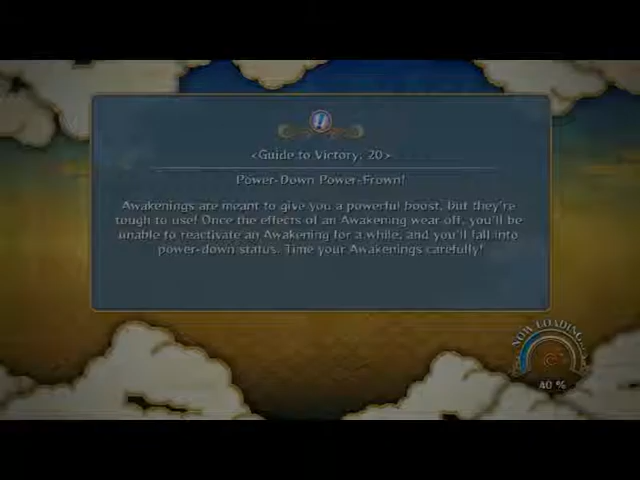 <Guide to Victory: 20>
Power-Down Power-Frown!
Awakenings are meant to give you a powerful boost, but they're
tough to use! Once the effects of an Awakening wear off, you'll be
unable to reactivate an Awakening for a while, and you'll fall into
power-down status. Time your Awakenings carefully!
NOW LOADING...
40 %